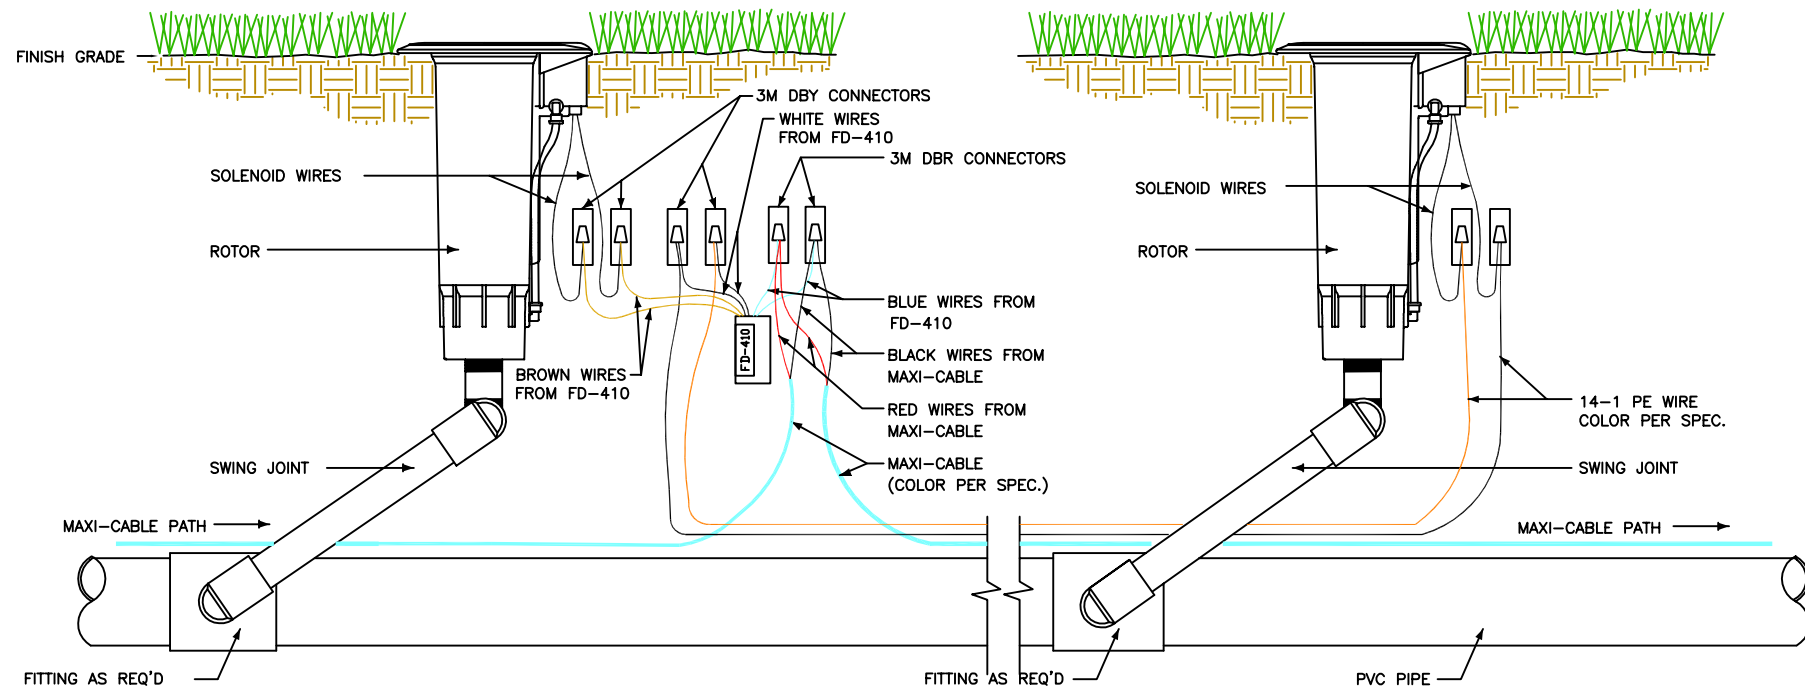 FINISH GRADE
3M DBY CONNECTORS
WHITE WIRES
FROM FD-410
3M DBR CONNECTORS
SOLENOID WIRES
SOLENOID WIRES
ROTOR
ROTOR
BLUE WIRES FROM
FD-410
FD-410
BLACK WIRES FROM
MAXI-CABLE
BROWN WIRES
FROM FD-410
RED WIRES FROM
MAXI-CABLE
14-1 PE WIRE
COLOR PER SPEC.
SWING JOINT
MAXI-CABLE
(COLOR PER SPEC.)
SWING JOINT
MAXI-CABLE PATH
MAXI-CABLE PATH
FITTING AS REQ'D
FITTING AS REQ'D
PVC PIPE